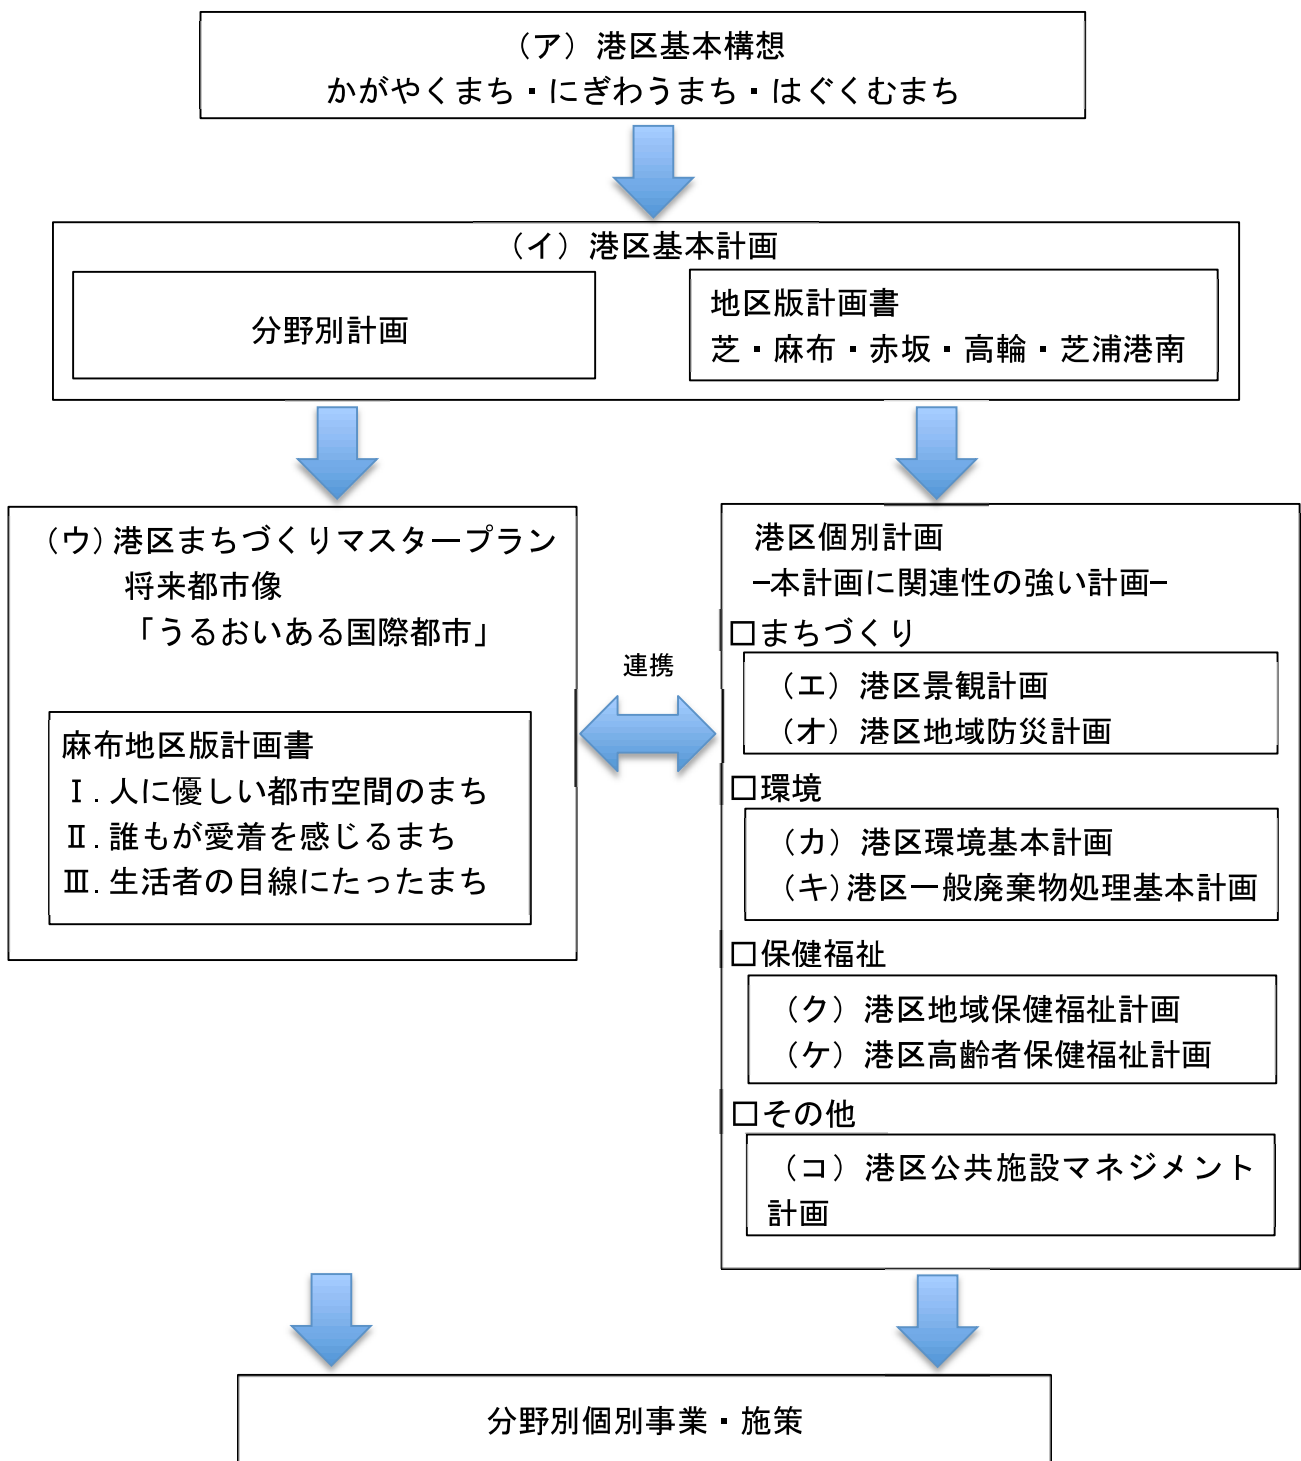 （ア）港区基本構想
かがやくまち・にぎわうまち・はぐくむまち
（イ）港区基本計画
分野別計画
地区版計画書
芝・麻布・赤坂・高輪・芝浦港南
（ウ）港区まちづくりマスタープラン
将来都市像
「うるおいある国際都市」
麻布地区版計画書
Ⅰ.人に優しい都市空間のまち
Ⅱ.誰もが愛着を感じるまち
Ⅲ.生活者の目線にたったまち
連携
港区個別計画
−本計画に関連性の強い計画−
□まちづくり
（エ）港区景観計画
（オ）港区地域防災計画
□環境
（カ）港区環境基本計画
（キ）港区一般廃棄物処理基本計画
□保健福祉
（ク）港区地域保健福祉計画
（ケ）港区高齢者保健福祉計画
□その他
（コ）港区公共施設マネジメント
計画
分野別個別事業・施策